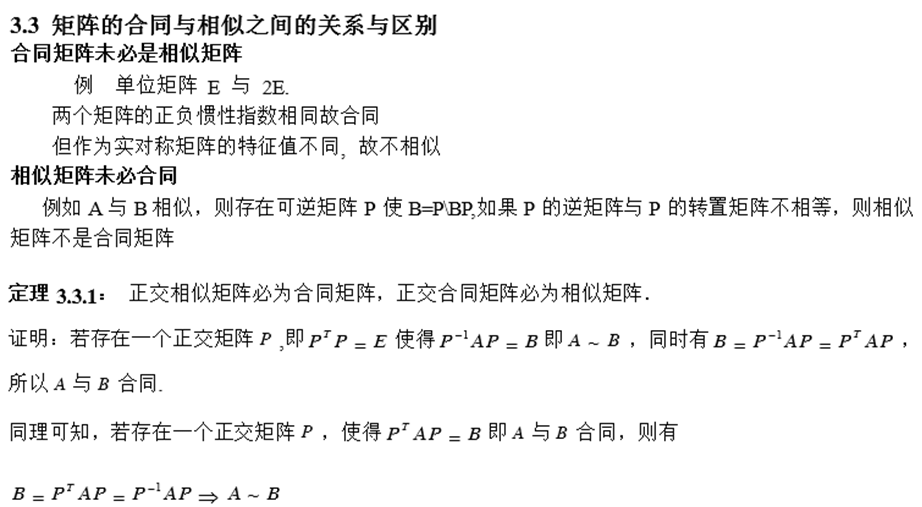 3.3 矩阵的合同与相似之间的关系与区别
合同矩阵未必是相似矩阵
例 单位矩阵 E 与 2E.
两个矩阵的正负惯性指数相同故合同
但作为实对称矩阵的特征值不同, 故不相似
相似矩阵未必合同
例如 A 与 B 相似，则存在可逆矩阵 P 使 B=P\BP,如果 P 的逆矩阵与 P 的转置矩阵不相等，则相似
矩阵不是合同矩阵
定理 3.3.1： 正交相似矩阵必为合同矩阵，正交合同矩阵必为相似矩阵．
证明：若存在一个正交矩阵 P ,即 P^T P = E 使得 P^{-1} AP = B 即 A ~ B ，同时有 B = P^{-1} AP = P^T AP ，
所以 A 与 B 合同.
同理可知，若存在一个正交矩阵 P ，使得 P^T AP = B 即 A 与 B 合同，则有
B = P^T AP = P^{-1} AP ⇒ A ~ B